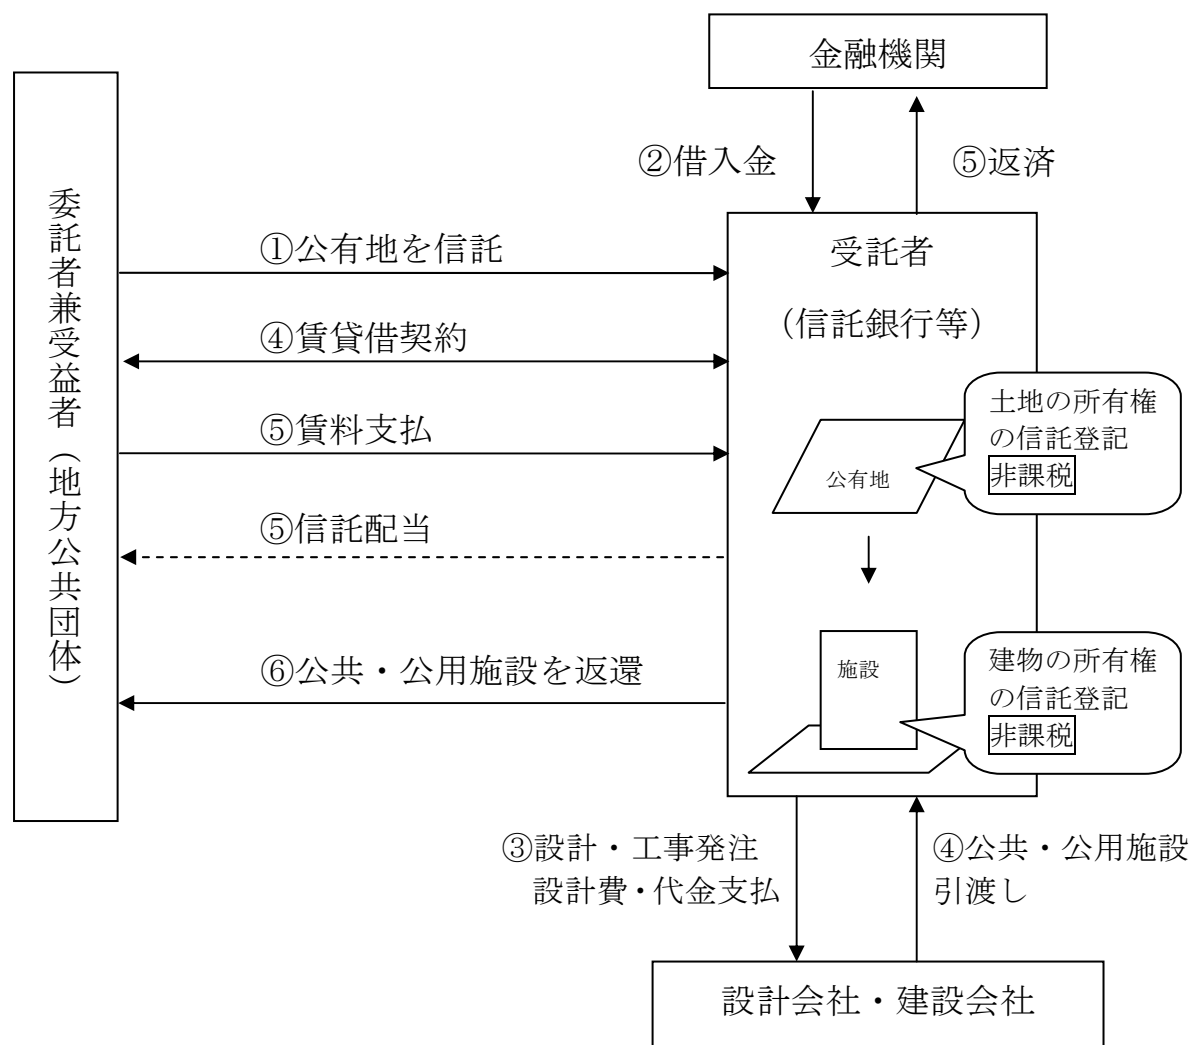 金融機関
②借入金
⑤返済
委託者兼受益者（地方公共団体）
①公有地を信託
④賃貸借契約
⑤賃料支払
⑤信託配当
⑥公共・公用施設を返還
受託者
（信託銀行等）
土地の所有権
の信託登記
非課税
公有地
施設
建物の所有権
の信託登記
非課税
③設計・工事発注
設計費・代金支払
④公共・公用施設
引渡し
設計会社・建設会社